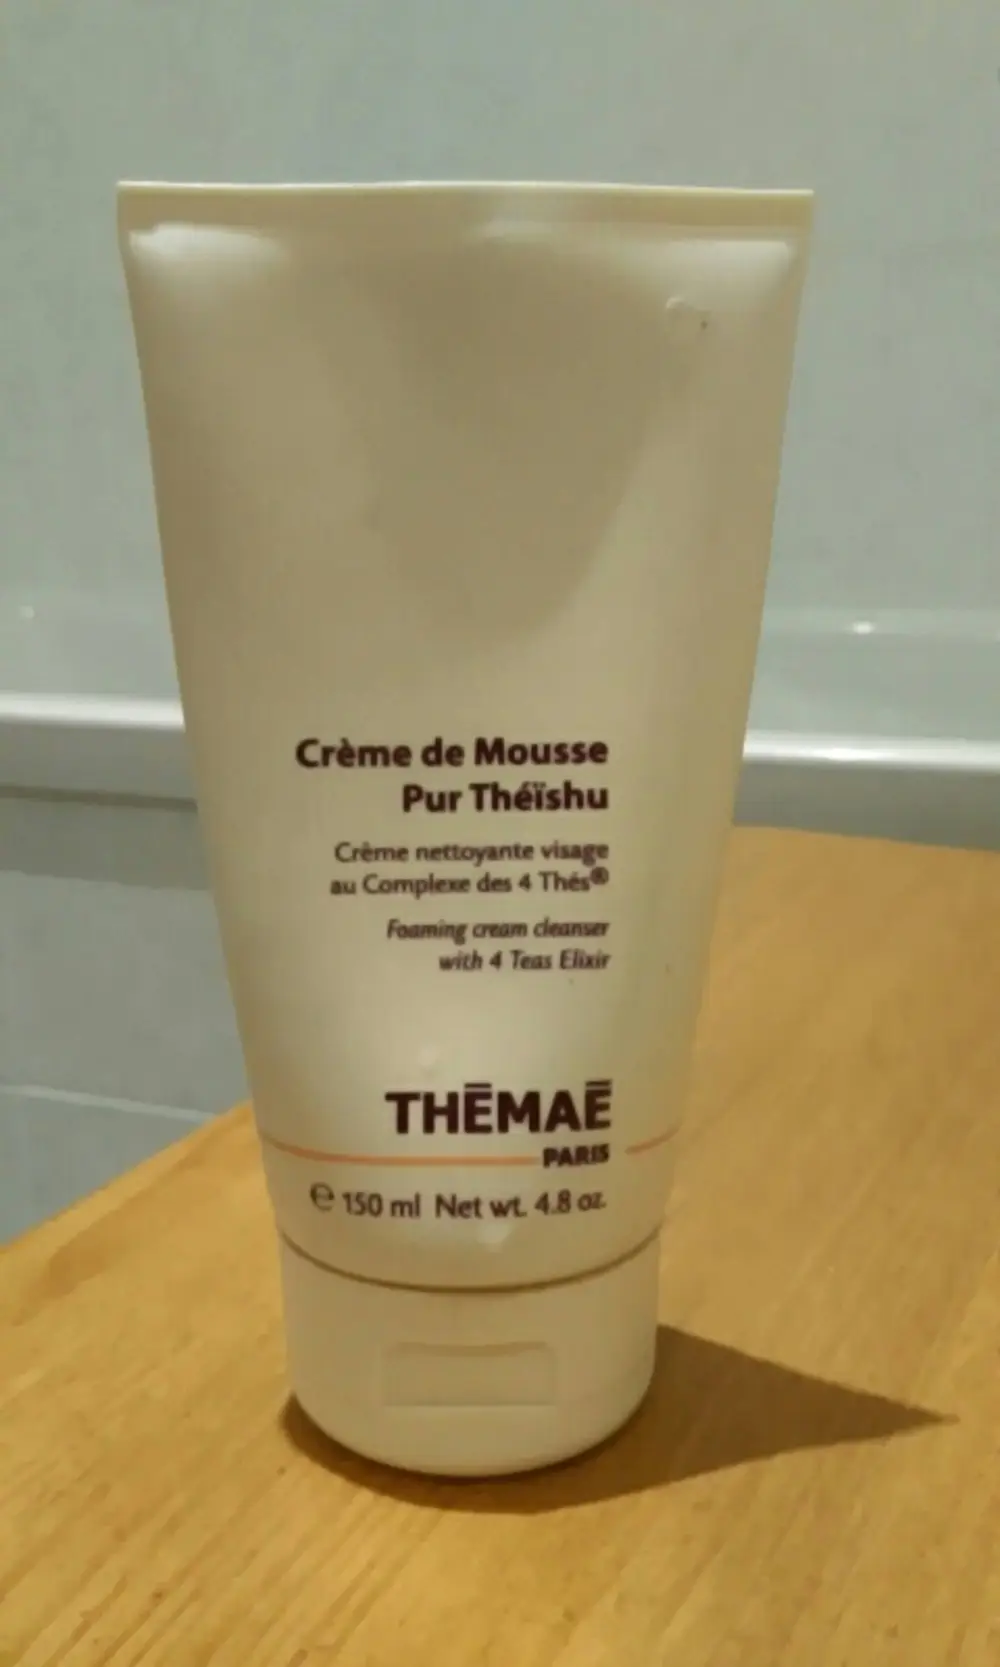 Crème de Mousse
Pur Théïshu
Crème nettoyante visage
au Complexe des 4 Thés®
Foaming cream cleanser
with 4 Teas Elixir
THĒMAĒ
PARIS
℮ 150 ml Net wt. 4.8 oz.